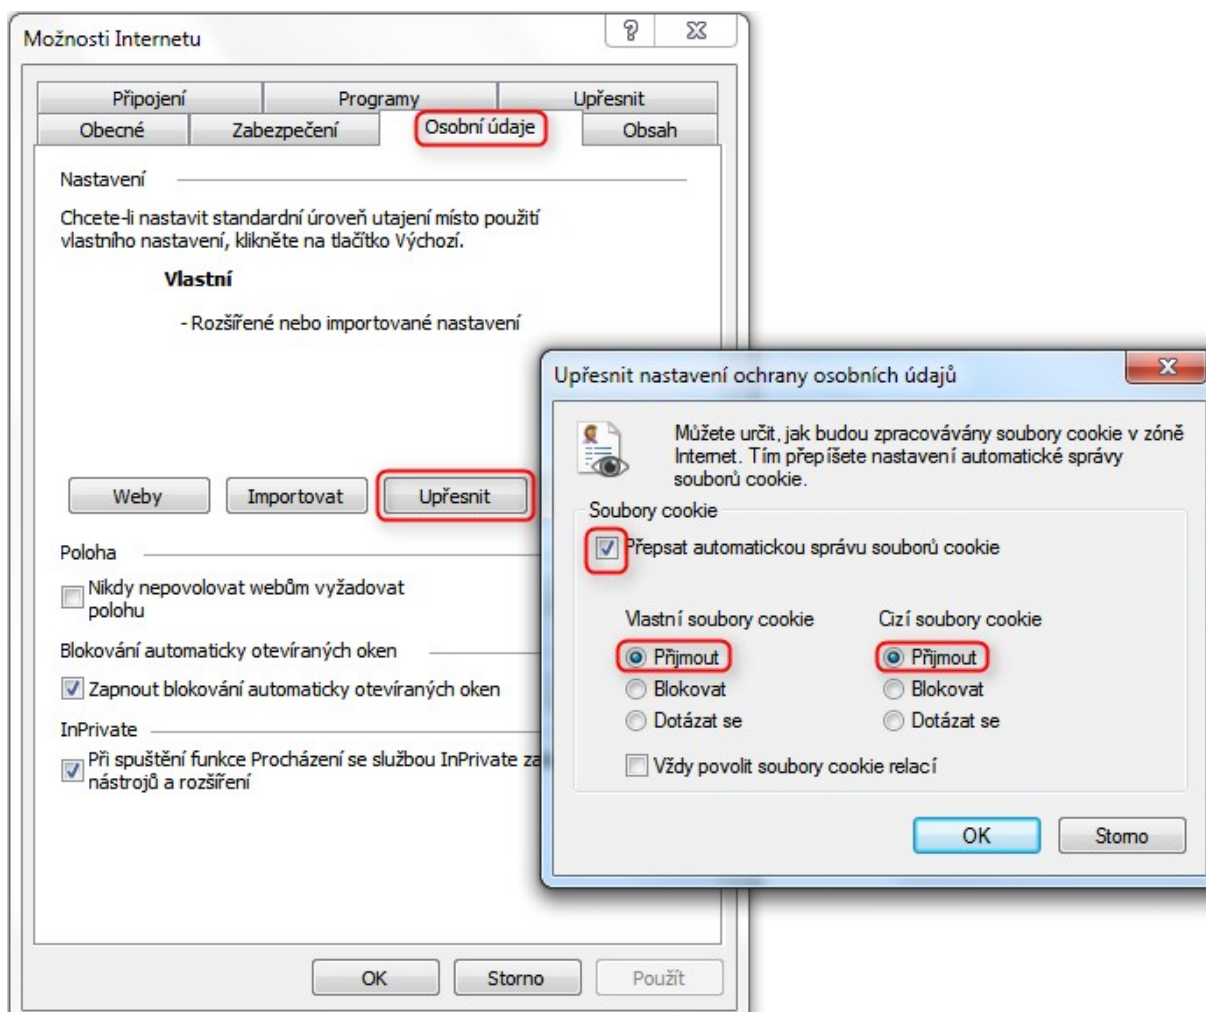 Možnosti Internetu
Připojení Programy Upřesnit
Obecné Zabezpečení Osobní údaje Obsah
Nastavení
Chcete-li nastavit standardní úroveň utajení místo použití
vlastního nastavení, klikněte na tlačítko Výchozí.
Vlastní
- Rozšířené nebo importované nastavení
Weby Importovat Upřesnit
Poloha
Nikdy nepovolovat webům vyžadovat
polohu
Blokování automaticky otevíraných oken
Zapnout blokování automaticky otevíraných oken
InPrivate
Při spuštění funkce Procházení se službou InPrivate za
nástrojů a rozšíření
OK Storno Použít
Upřesnit nastavení ochrany osobních údajů
Můžete určit, jak budou zpracovávány soubory cookie v zóně
Internet. Tím přepíšete nastavení automatické správy
souborů cookie.
Soubory cookie
Přepsat automatickou správu souborů cookie
Vlastní soubory cookie Cizí soubory cookie
Přijmout Přijmout
Blokovat Blokovat
Dotázat se Dotázat se
Vždy povolit soubory cookie relací
OK Storno